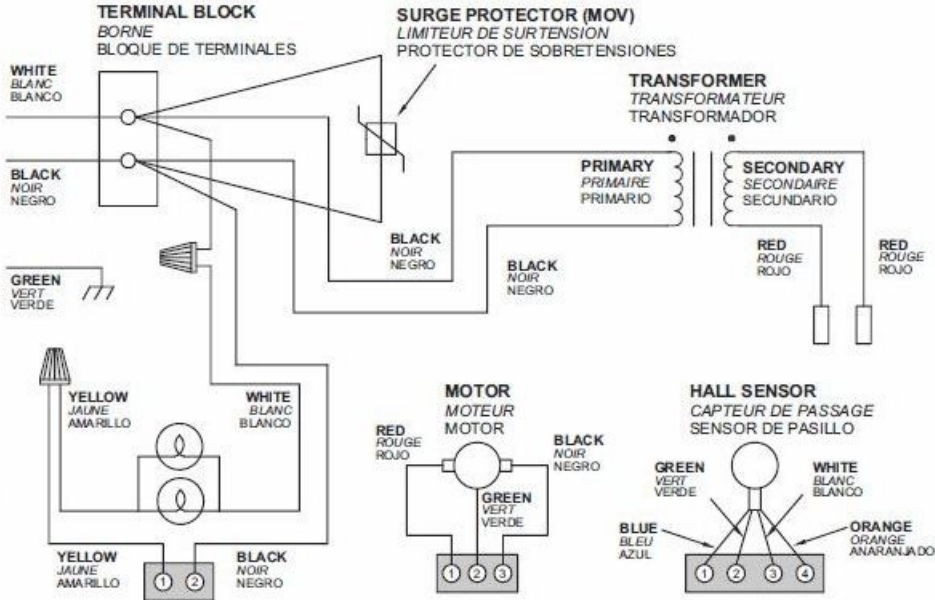 TERMINAL BLOCK
BORNE
BLOQUE DE TERMINALES
SURGE PROTECTOR (MOV)
LIMITEUR DE SURTENSION
PROTECTOR DE SOBRETENSIONES
WHITE
BLANC
BLANCO
TRANSFORMER
TRANSFORMATEUR
TRANSFORMADOR
BLACK
NOIR
NEGRO
PRIMARY
PRIMAIRE
PRIMARIO
SECONDARY
SECONDAIRE
SECUNDARIO
BLACK
NOIR
NEGRO
BLACK
NOIR
NEGRO
RED
ROUGE
ROJO
RED
ROUGE
ROJO
GREEN
VERT
VERDE
YELLOW
JAUNE
AMARILLO
WHITE
BLANC
BLANCO
MOTOR
MOTEUR
MOTOR
RED
ROUGE
ROJO
BLACK
NOIR
NEGRO
GREEN
VERT
VERDE
HALL SENSOR
CAPTEUR DE PASSAGE
SENSOR DE PASILLO
GREEN
VERT
VERDE
WHITE
BLANC
BLANCO
BLUE
BLEU
AZUL
ORANGE
ORANGE
ANARANJADO
YELLOW
JAUNE
AMARILLO
1 2
BLACK
NOIR
NEGRO
1 2 3
1 2 3 4